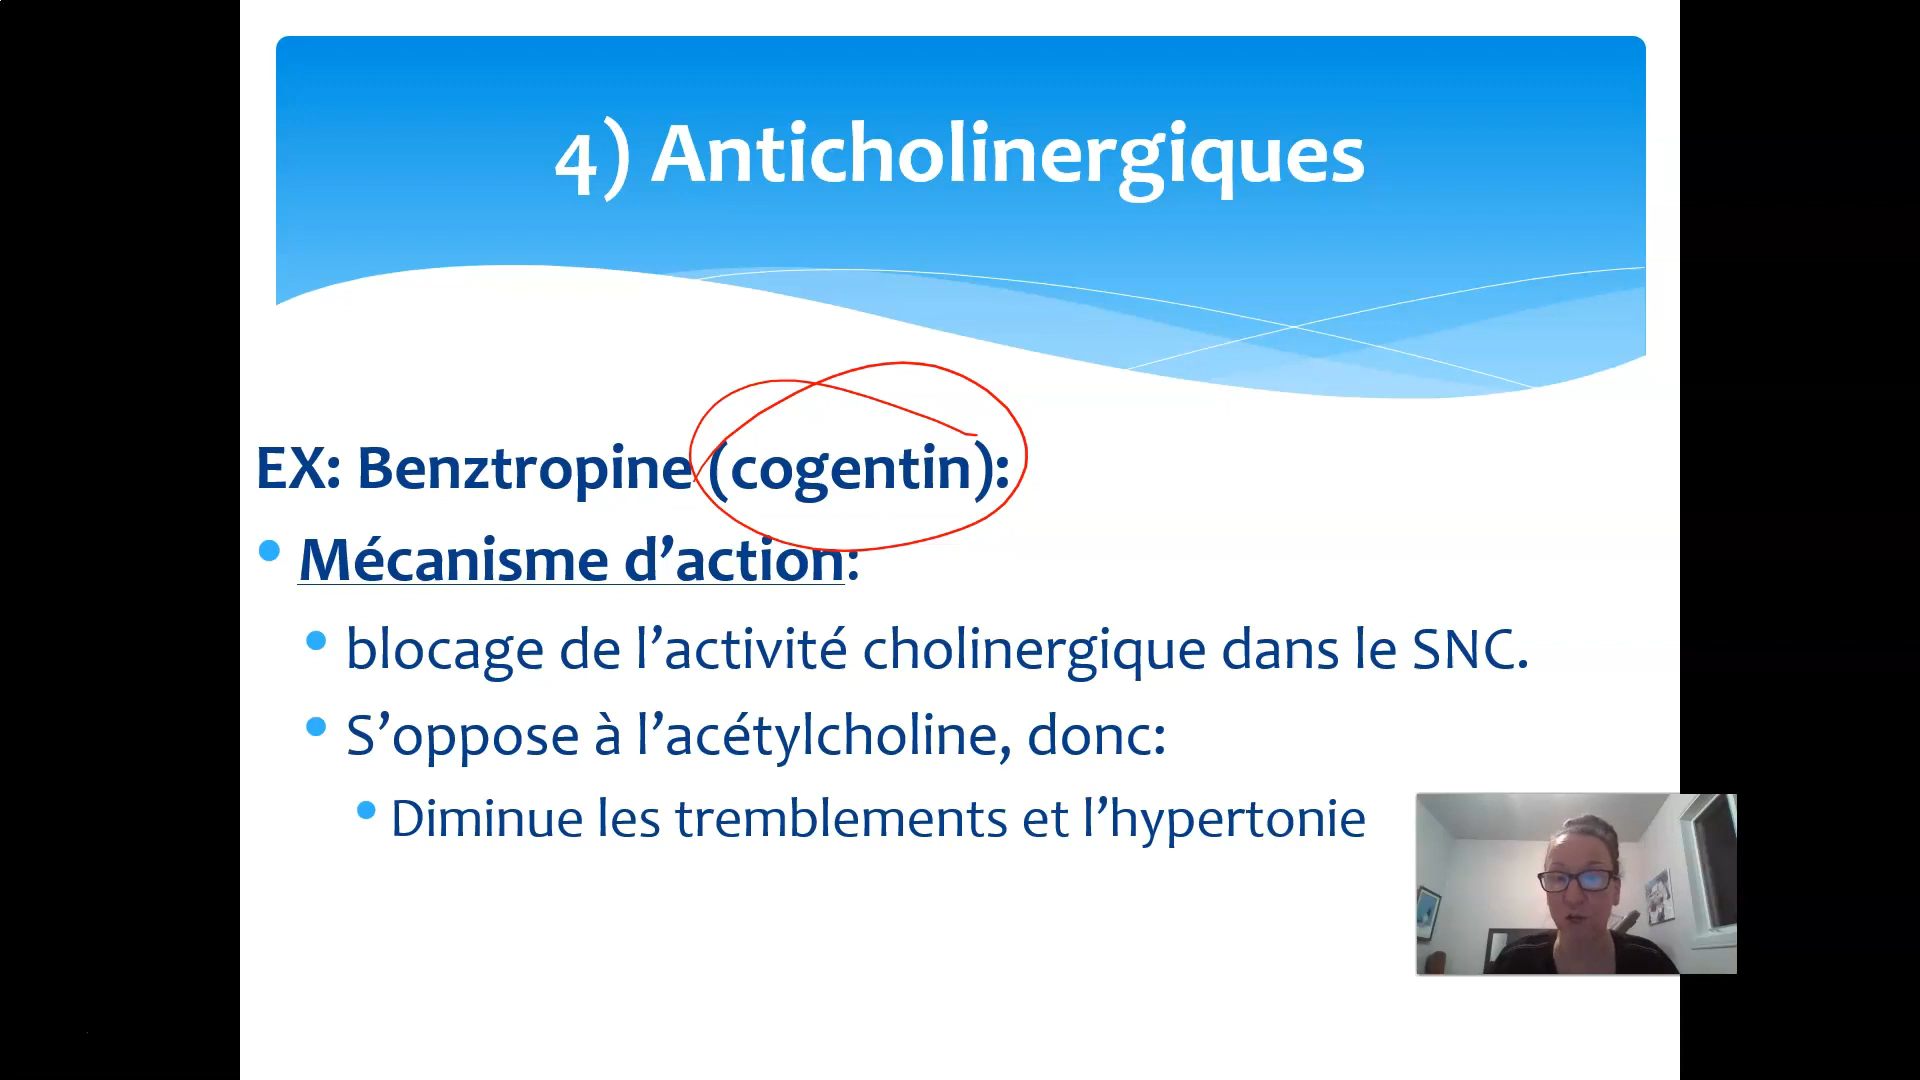 4) Anticholinergiques
EX: Benztropine (cogentin):
Mécanisme d’action:
blocage de l’activité cholinergique dans le SNC.
S’oppose à l’acétylcholine, donc:
Diminue les tremblements et l’hypertonie